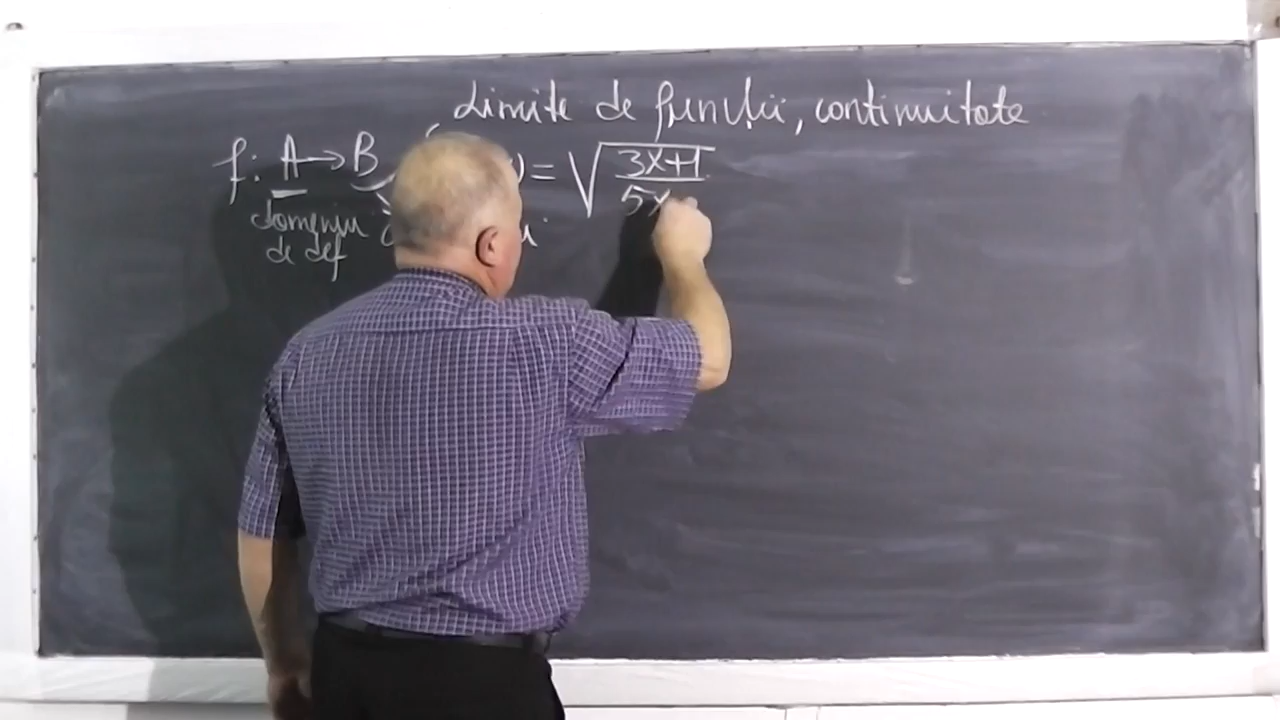 Limite de funcții, continuitate
f: A → B = √(3x+1 / 5x
domeniu
de def